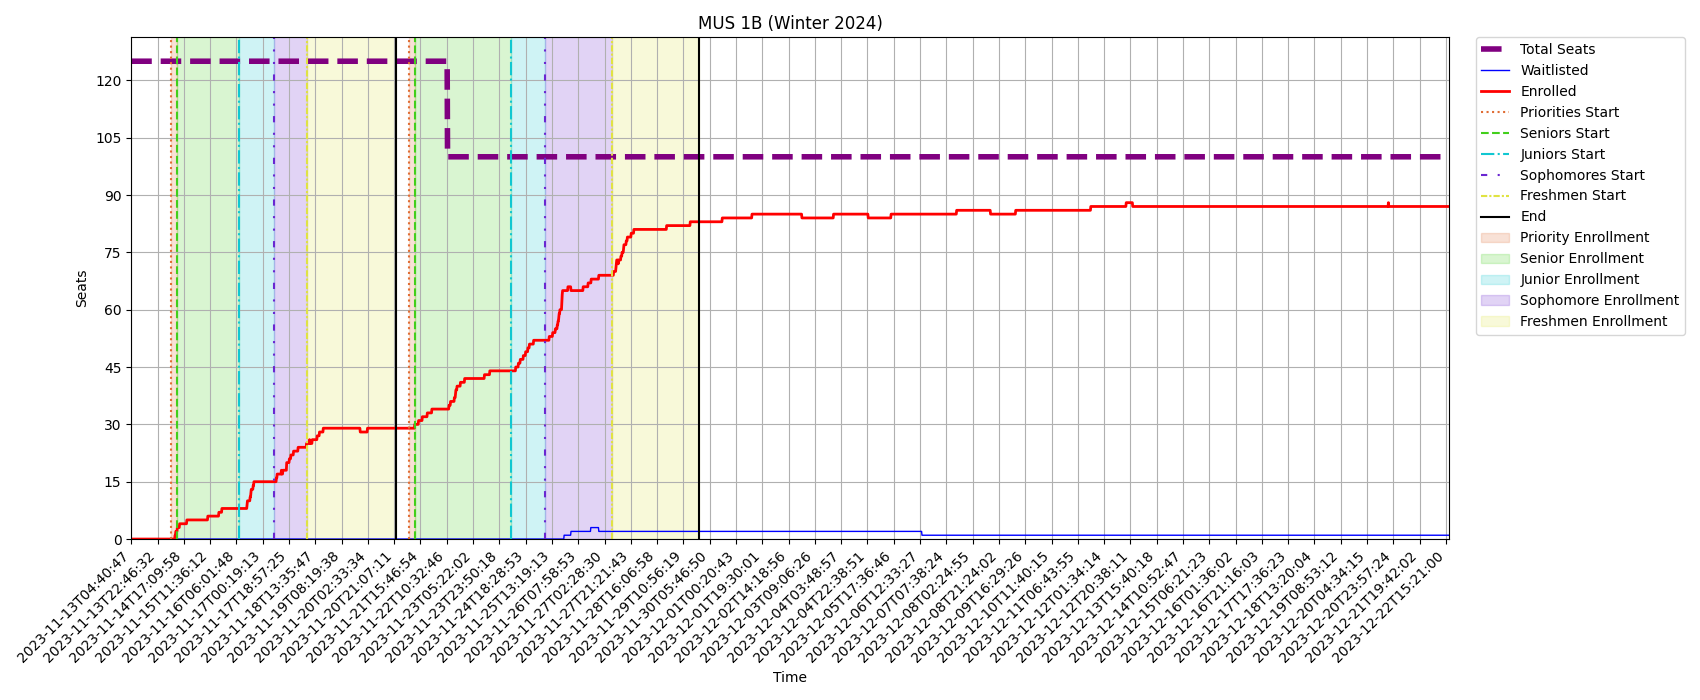 MUS 1B (Winter 2024)
Seats
120
105
90
75
60
45
30
15
0
2023-11-13T04:40:47
2023-11-13T22:46:32
2023-11-14T17:09:58
2023-11-15T11:36:12
2023-11-16T06:01:48
2023-11-17T00:19:13
2023-11-17T18:57:23
2023-11-18T13:35:47
2023-11-19T08:19:38
2023-11-20T02:33:34
2023-11-20T21:07:11
2023-11-21T15:46:54
2023-11-22T10:32:46
2023-11-23T05:22:02
2023-11-23T23:50:18
2023-11-24T18:28:53
2023-11-25T13:19:13
2023-11-26T07:58:53
2023-11-27T02:28:30
2023-11-27T21:21:43
2023-11-28T16:06:58
2023-11-29T10:56:19
2023-11-30T05:46:50
2023-12-01T00:20:43
2023-12-01T19:30:01
2023-12-02T14:18:56
2023-12-03T09:06:26
2023-12-04T03:48:57
2023-12-04T22:38:51
2023-12-05T17:36:46
2023-12-06T12:33:27
2023-12-07T07:38:24
2023-12-08T02:24:55
2023-12-08T21:24:02
2023-12-09T16:29:26
2023-12-10T11:40:15
2023-12-11T06:43:55
2023-12-12T01:34:14
2023-12-12T20:38:11
2023-12-13T15:40:18
2023-12-14T10:52:47
2023-12-15T06:21:23
2023-12-16T01:36:02
2023-12-16T21:16:03
2023-12-17T17:36:23
2023-12-18T13:20:04
2023-12-19T08:53:12
2023-12-20T04:34:15
2023-12-20T23:57:24
2023-12-21T19:42:02
2023-12-22T15:21:00
Time
Total Seats
Waitlisted
Enrolled
Priorities Start
Seniors Start
Juniors Start
Sophomores Start
Freshmen Start
End
Priority Enrollment
Senior Enrollment
Junior Enrollment
Sophomore Enrollment
Freshmen Enrollment